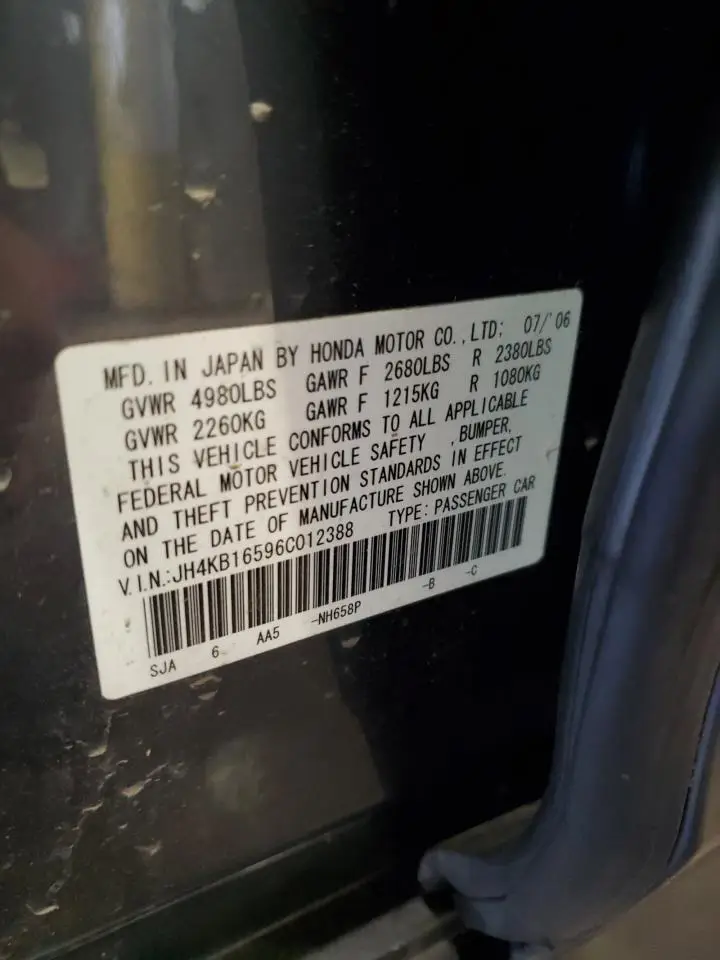 MFD. IN JAPAN BY HONDA MOTOR CO.,LTD; 07/'06
GVWR 4980LBS GAWR F 2680LBS R 2380LBS
GVWR 2260KG GAWR F 1215KG R 1080KG
THIS VEHICLE CONFORMS TO ALL APPLICABLE
FEDERAL MOTOR VEHICLE SAFETY ,BUMPER,
AND THEFT PREVENTION STANDARDS IN EFFECT
ON THE DATE OF MANUFACTURE SHOWN ABOVE.
V.I.N.:JH4KB16596C012388 TYPE: PASSENGER CAR
SJA 6 AA5 -NH658P -B -C